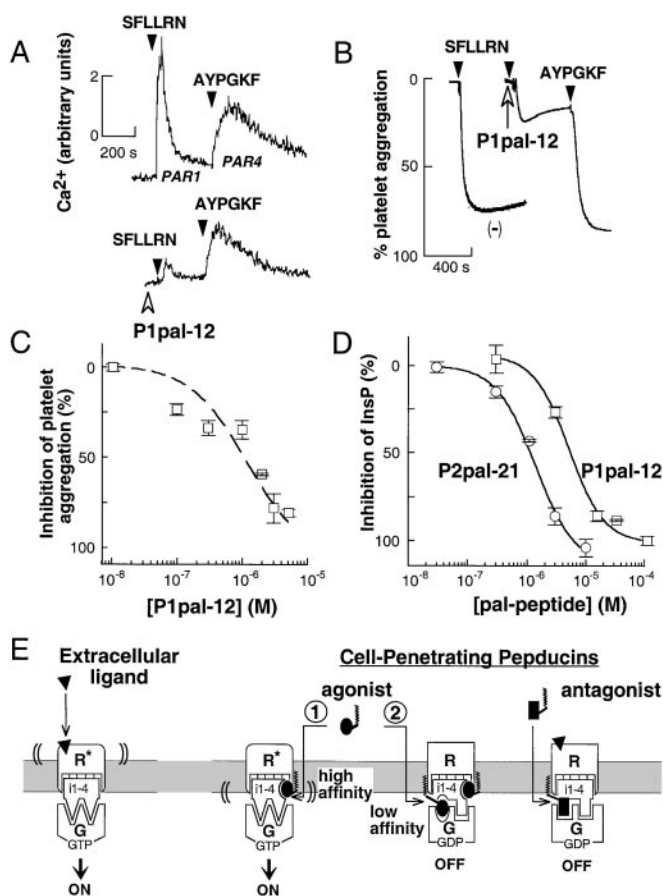 A
SFLLRN
AYPGKF
Ca2+ (arbitrary units)
2
0
200 s
PAR1
PAR4
SFLLRN
AYPGKF
P1pal-12
B
SFLLRN
AYPGKF
P1pal-12
% platelet aggregation
0
50
100
(-)
400 s
C
Inhibition of platelet
aggregation (%)
0
50
100
10-8
10-7
10-6
10-5
[P1pal-12] (M)
D
Inhibition of InsP (%)
0
50
100
P2pal-21
P1pal-12
10-7
10-6
10-5
10-4
[pal-peptide] (M)
E
Extracellular
ligand
Cell-Penetrating Pepducins
agonist
antagonist
1
2
R*
i1-4
G
GTP
ON
R*
i1-4
high
affinity
G
GTP
ON
R
i1-4
low
affinity
G
GDP
OFF
R
i1-4
G
GDP
OFF